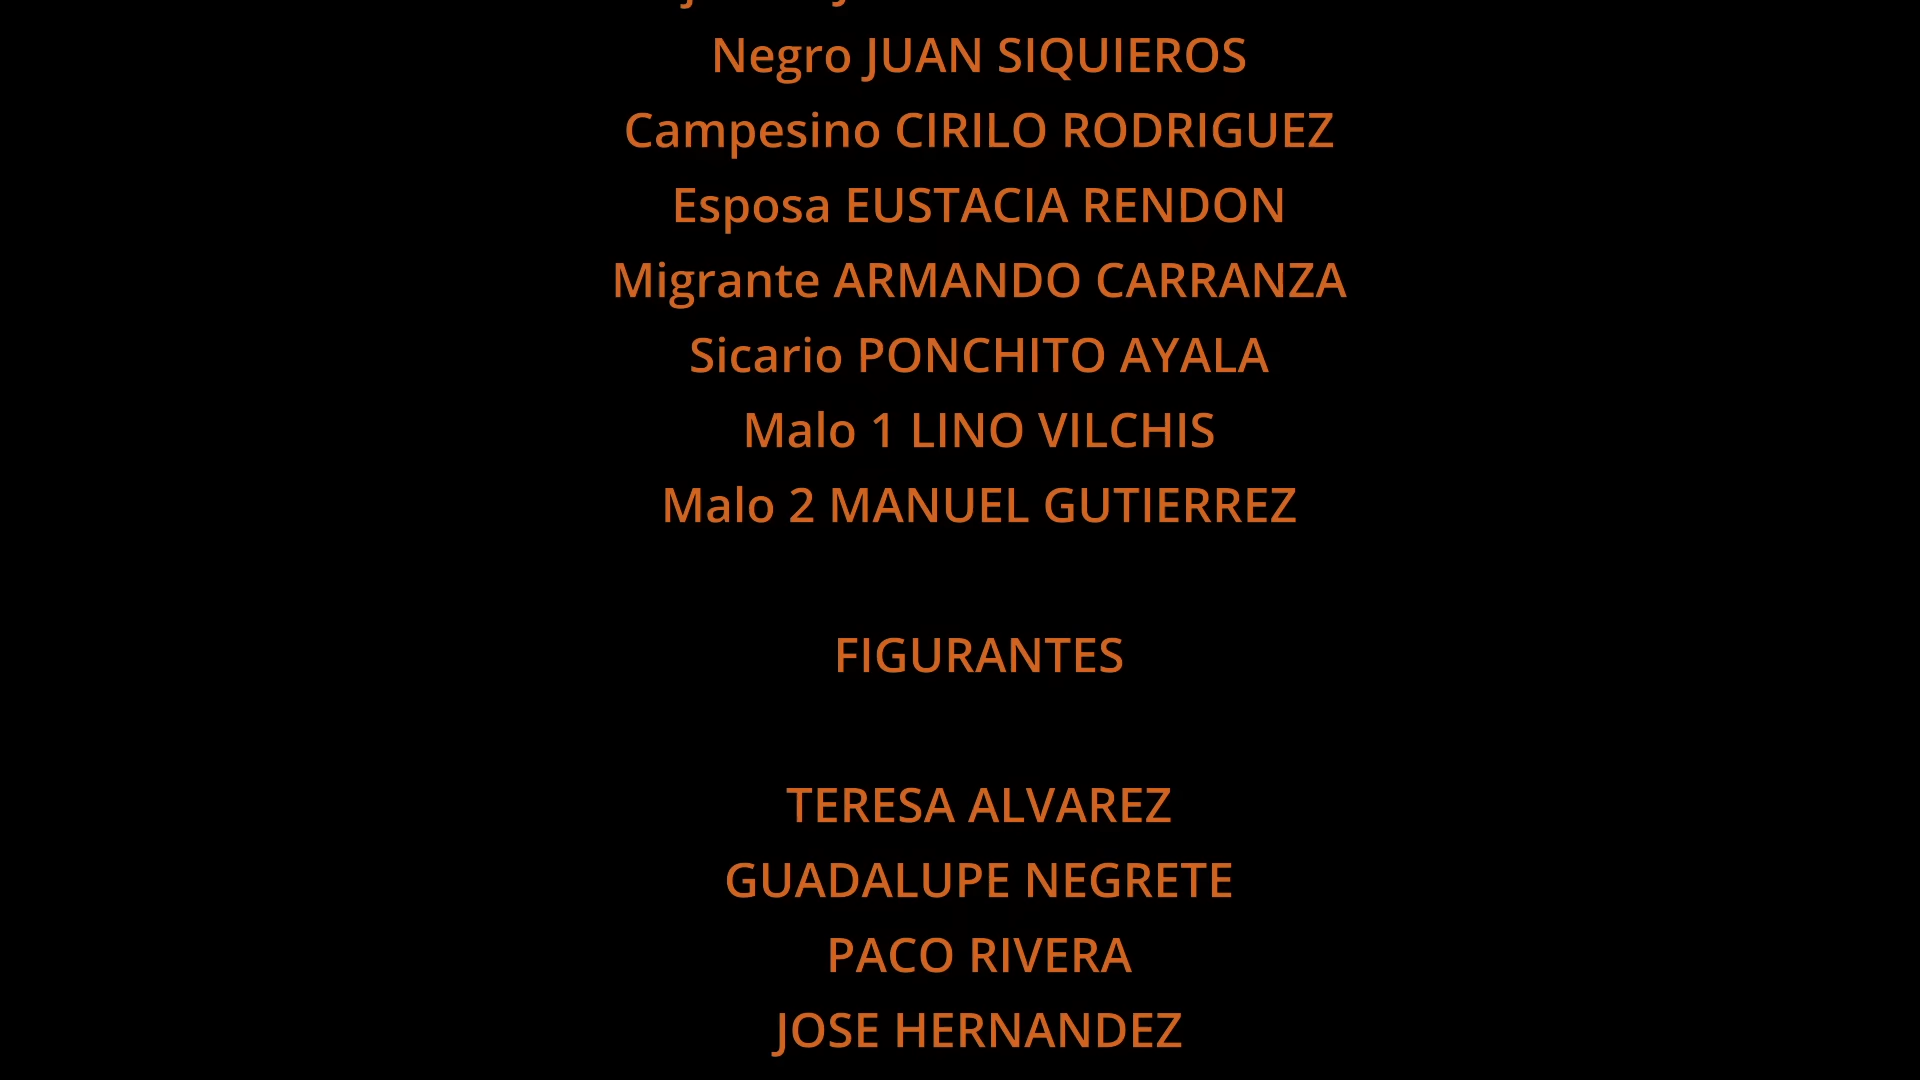 Negro JUAN SIQUIEROS
Campesino CIRILO RODRIGUEZ
Esposa EUSTACIA RENDON
Migrante ARMANDO CARRANZA
Sicario PONCHITO AYALA
Malo 1 LINO VILCHIS
Malo 2 MANUEL GUTIERREZ
FIGURANTES
TERESA ALVAREZ
GUADALUPE NEGRETE
PACO RIVERA
JOSE HERNANDEZ